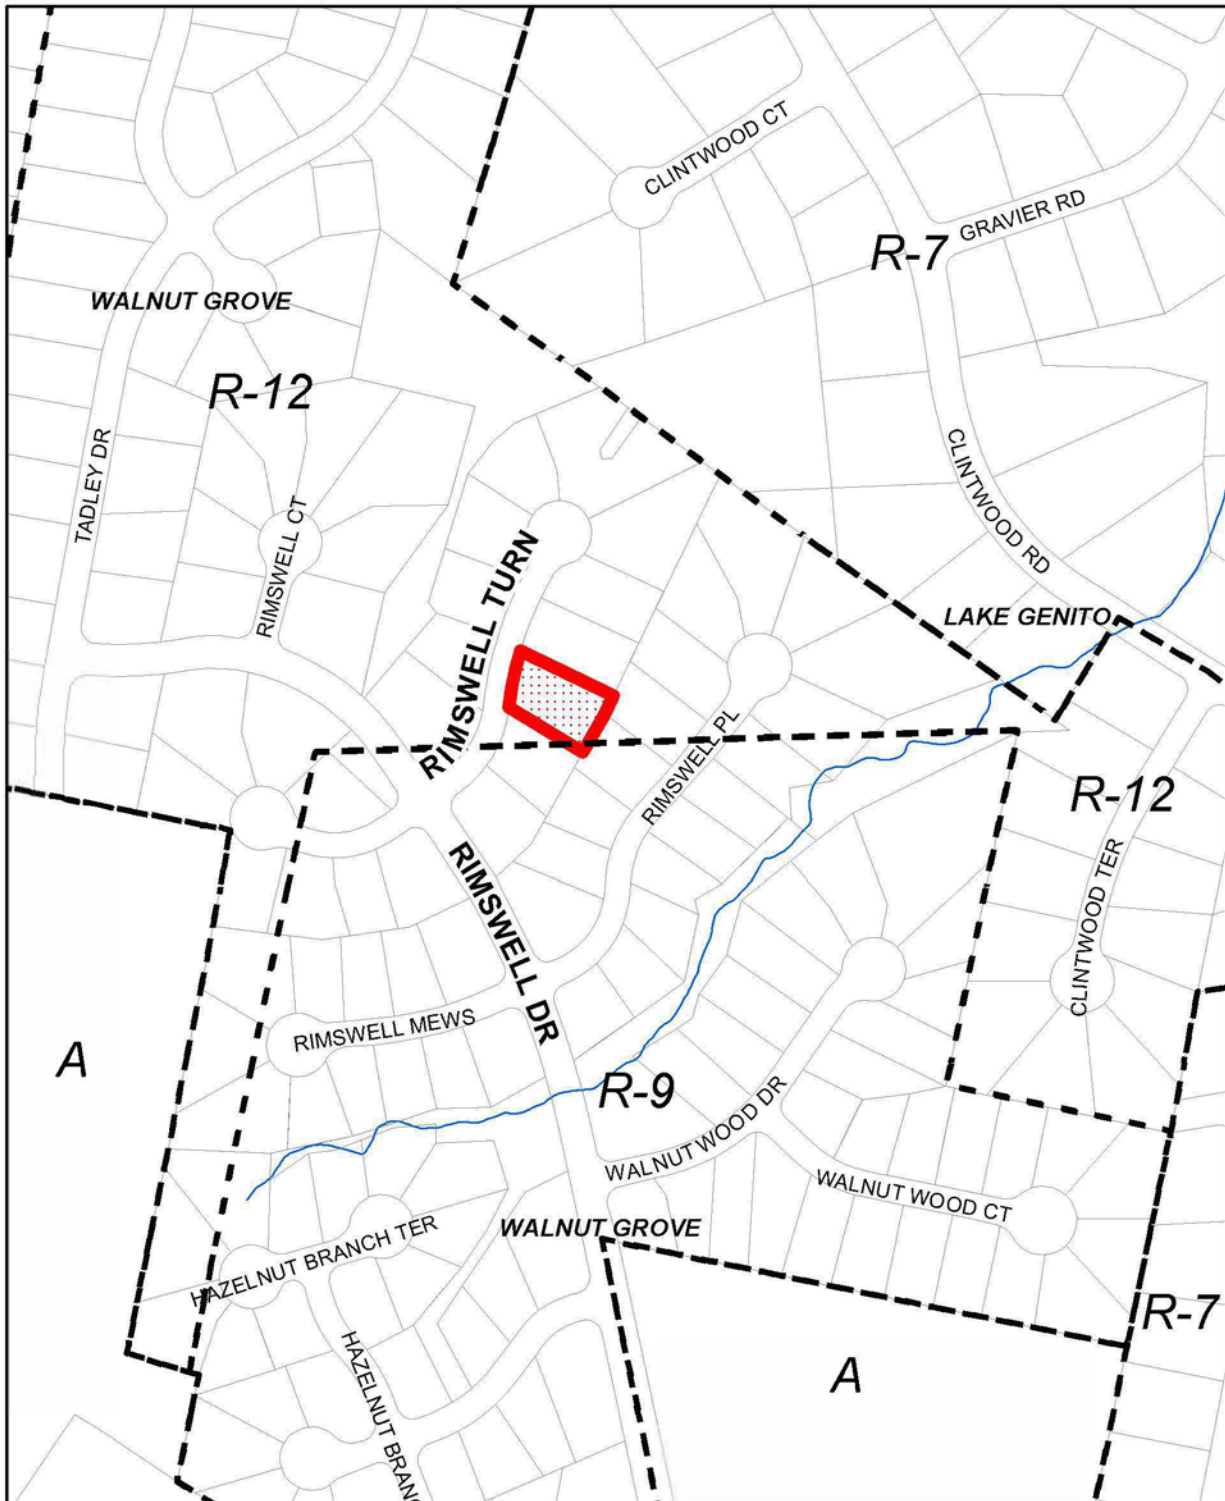 CLINTWOOD CT
GRAVIER RD
R-7
WALNUT GROVE
R-12
TADLEY DR
RIMSWELL CT
CLINTWOOD RD
RIMSWELL TURN
LAKE GENITO
RIMSWELL PL
R-12
CLINTWOOD TER
RIMSWELL DR
RIMSWELL MEWS
A
R-9
WALNUT WOOD DR
WALNUT WOOD CT
WALNUT GROVE
HAZELNUT BRANCH TER
R-7
HAZELNUT BRANC
A